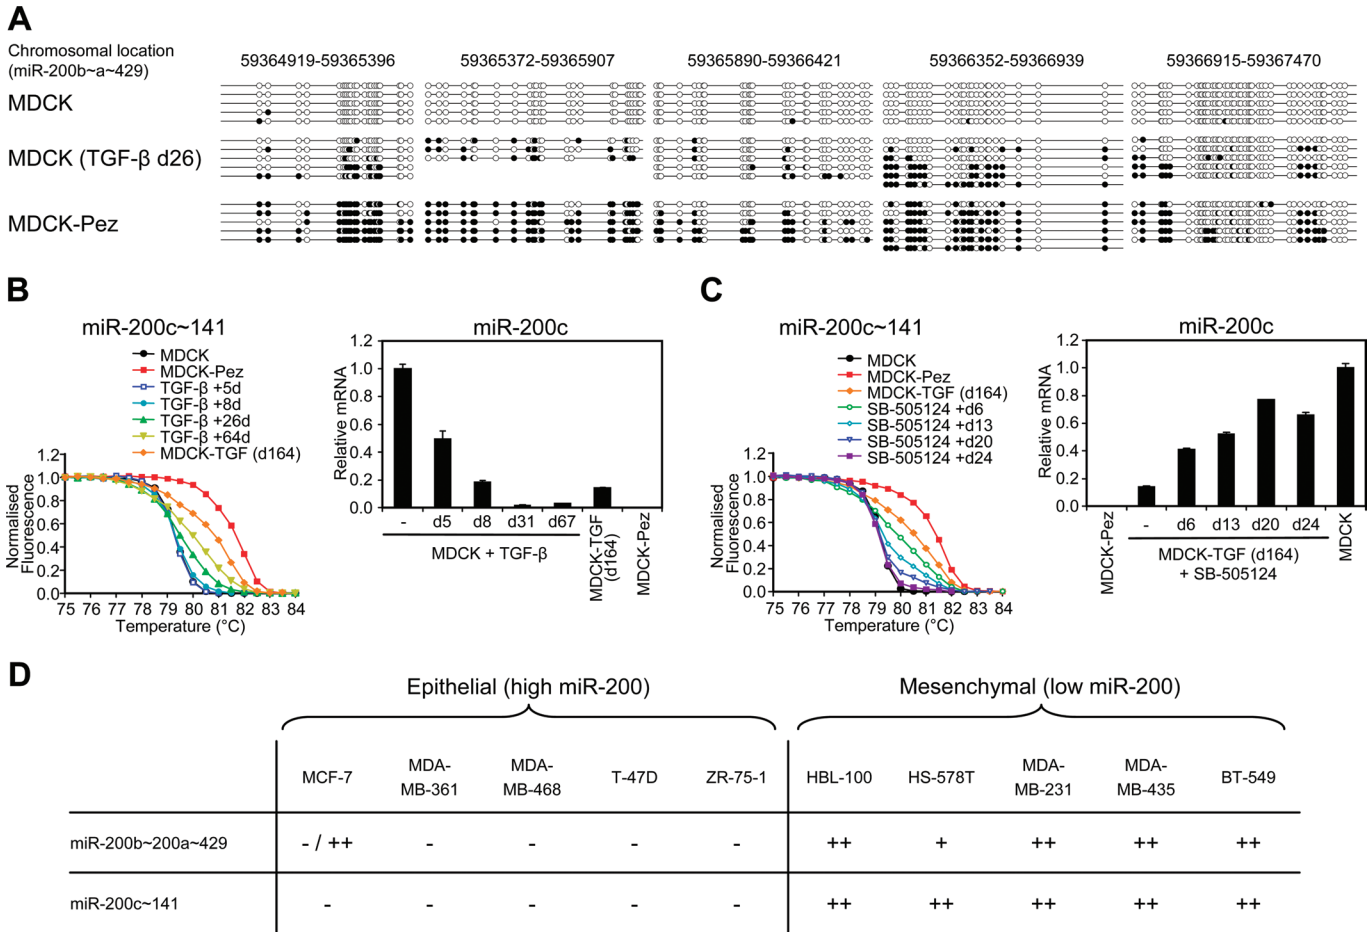 A
Chromosomal location
(miR-200b~a~429)
59364919-59365396
59365372-59365907
59365890-59366421
59366352-59366939
59366915-59367470
MDCK
MDCK (TGF-β d26)
MDCK-Pez
B
miR-200c~141
MDCK
MDCK-Pez
TGF-β +5d
TGF-β +8d
TGF-β +26d
TGF-β +64d
MDCK-TGF (d164)
Normalised
Fluorescence
1.2
1.0
0.8
0.6
0.4
0.2
0.0
75 76 77 78 79 80 81 82 83 84
Temperature (°C)
miR-200c
Relative mRNA
1.2
1.0
0.8
0.6
0.4
0.2
0.0
- d5 d8 d31 d67
MDCK + TGF-β
MDCK-TGF
(d164)
MDCK-Pez
C
miR-200c~141
MDCK
MDCK-Pez
MDCK-TGF (d164)
SB-505124 +d6
SB-505124 +d13
SB-505124 +d20
SB-505124 +d24
Normalised
Fluorescence
1.2
1.0
0.8
0.6
0.4
0.2
0.0
75 76 77 78 79 80 81 82 83 84
Temperature (°C)
miR-200c
Relative mRNA
1.2
1.0
0.8
0.6
0.4
0.2
0.0
MDCK-Pez
- d6 d13 d20 d24
MDCK-TGF (d164)
+ SB-505124
MDCK
D
Epithelial (high miR-200)
Mesenchymal (low miR-200)
MCF-7
MDA-
MB-361
MDA-
MB-468
T-47D
ZR-75-1
HBL-100
HS-578T
MDA-
MB-231
MDA-
MB-435
BT-549
miR-200b~200a~429 - / ++ - - - - ++ + ++ ++ ++
miR-200c~141 - - - - - ++ ++ ++ ++ ++